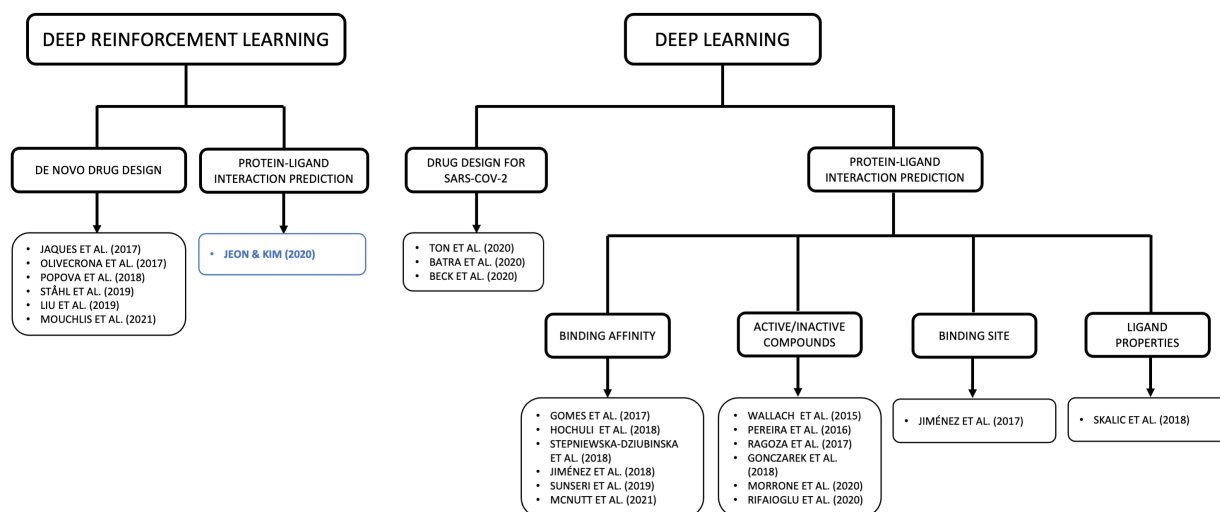 DEEP REINFORCEMENT LEARNING
DE NOVO DRUG DESIGN
• JAQUES ET AL. (2017)
• OLIVECRONA ET AL. (2017)
• POPOVA ET AL. (2018)
• STÅHL ET AL. (2019)
• LIU ET AL. (2019)
• MOUCHLIS ET AL. (2021)
PROTEIN-LIGAND
INTERACTION PREDICTION
• JEON & KIM (2020)
DEEP LEARNING
DRUG DESIGN FOR
SARS-COV-2
• TON ET AL. (2020)
• BATRA ET AL. (2020)
• BECK ET AL. (2020)
PROTEIN-LIGAND
INTERACTION PREDICTION
BINDING AFFINITY
• GOMES ET AL. (2017)
• HOCHULI ET AL. (2018)
• STEPNIEWSKA-DZIUBINSKA
ET AL. (2018)
• JIMÉNEZ ET AL. (2018)
• SUNSERI ET AL. (2019)
• MCNUTT ET AL. (2021)
ACTIVE/INACTIVE
COMPOUNDS
• WALLACH ET AL. (2015)
• PEREIRA ET AL. (2016)
• RAGOZA ET AL. (2017)
• GONCZAREK ET AL.
(2018)
• MORRONE ET AL. (2020)
• RIFAIOGLU ET AL. (2020)
BINDING SITE
• JIMÉNEZ ET AL. (2017)
LIGAND
PROPERTIES
• SKALIC ET AL. (2018)